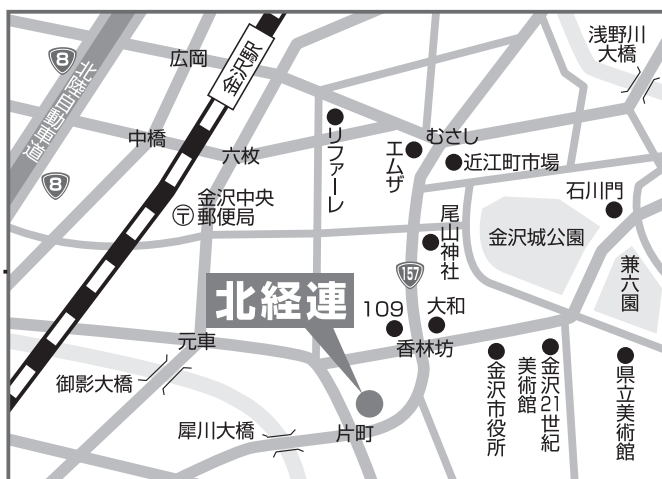 浅野川
大橋
8
広岡
金沢駅
北陸自動車道
中橋
六枚
リファーレ
むさし
エムザ
近江町市場
8
金沢中央
郵便局
〒
石川門
尾山神社
金沢城公園
兼六園
157
北経連
109
大和
元車
香林坊
御影大橋
金沢市役所
金沢21世紀
美術館
県立美術館
犀川大橋
片町